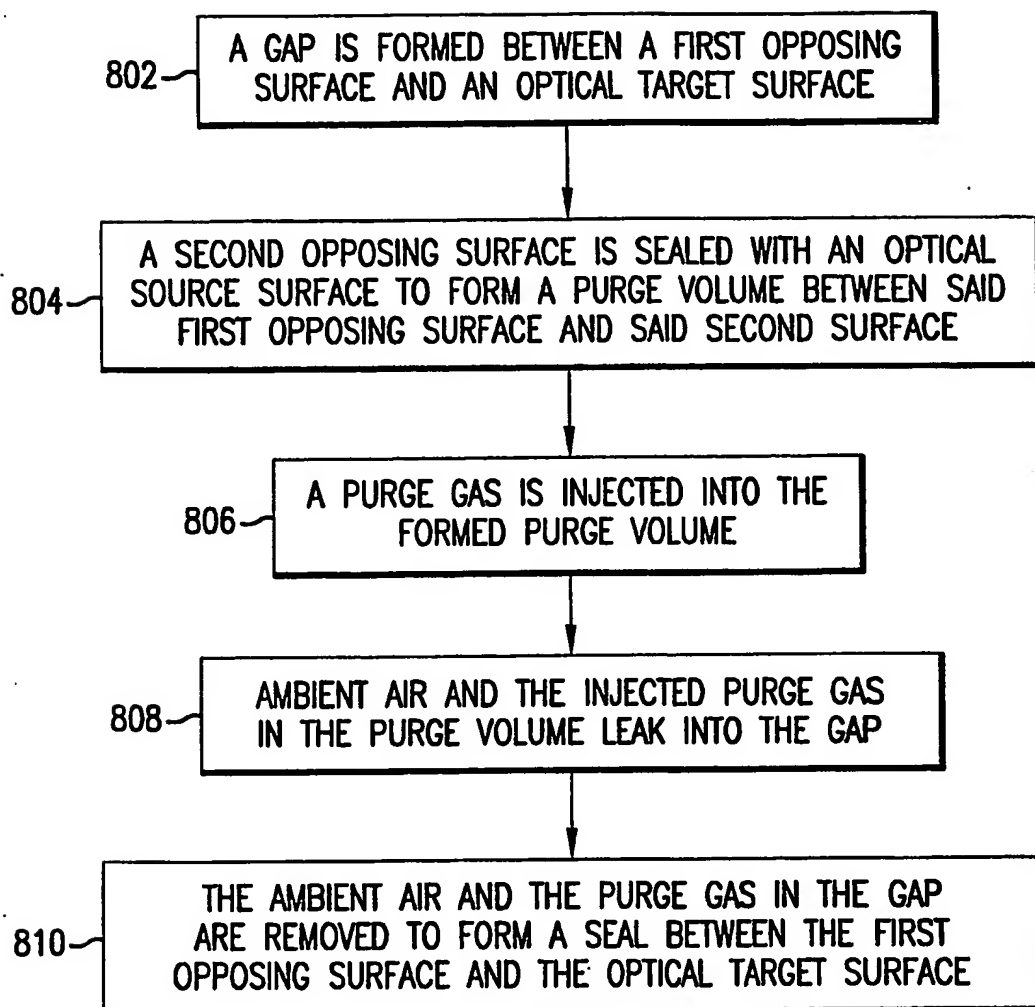 802
A GAP IS FORMED BETWEEN A FIRST OPPOSING
SURFACE AND AN OPTICAL TARGET SURFACE
804
A SECOND OPPOSING SURFACE IS SEALED WITH AN OPTICAL
SOURCE SURFACE TO FORM A PURGE VOLUME BETWEEN SAID
FIRST OPPOSING SURFACE AND SAID SECOND SURFACE
806
A PURGE GAS IS INJECTED INTO THE
FORMED PURGE VOLUME
808
AMBIENT AIR AND THE INJECTED PURGE GAS
IN THE PURGE VOLUME LEAK INTO THE GAP
810
THE AMBIENT AIR AND THE PURGE GAS IN THE GAP
ARE REMOVED TO FORM A SEAL BETWEEN THE FIRST
OPPOSING SURFACE AND THE OPTICAL TARGET SURFACE